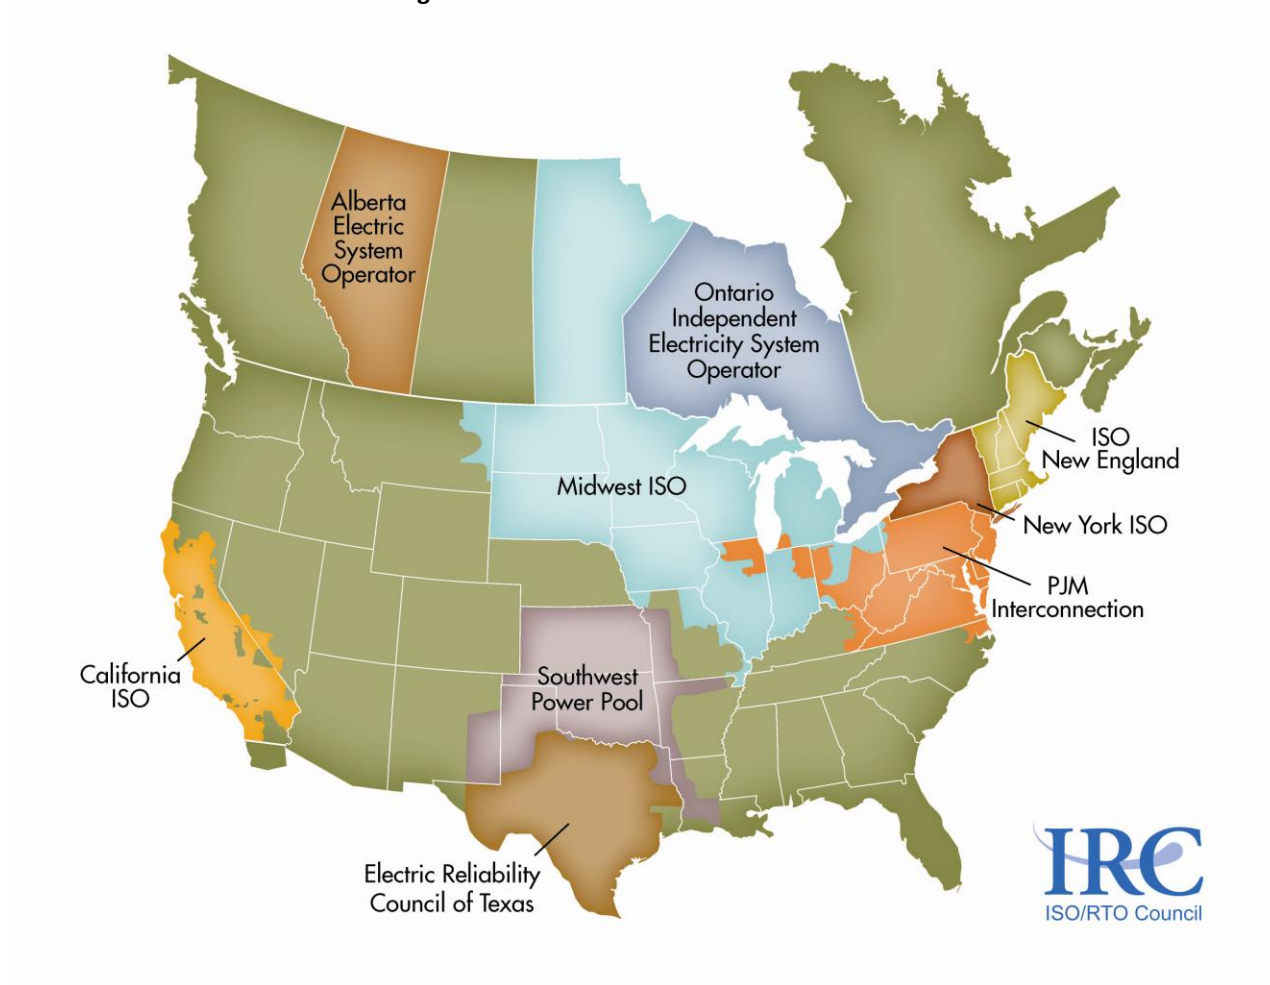 g
Alberta
Electric
System
Operator
Ontario
Independent
Electricity System
Operator
ISO
New England
Midwest ISO
New York ISO
PJM
Interconnection
California
ISO
Southwest
Power Pool
Electric Reliability
Council of Texas
IRC
ISO/RTO Council